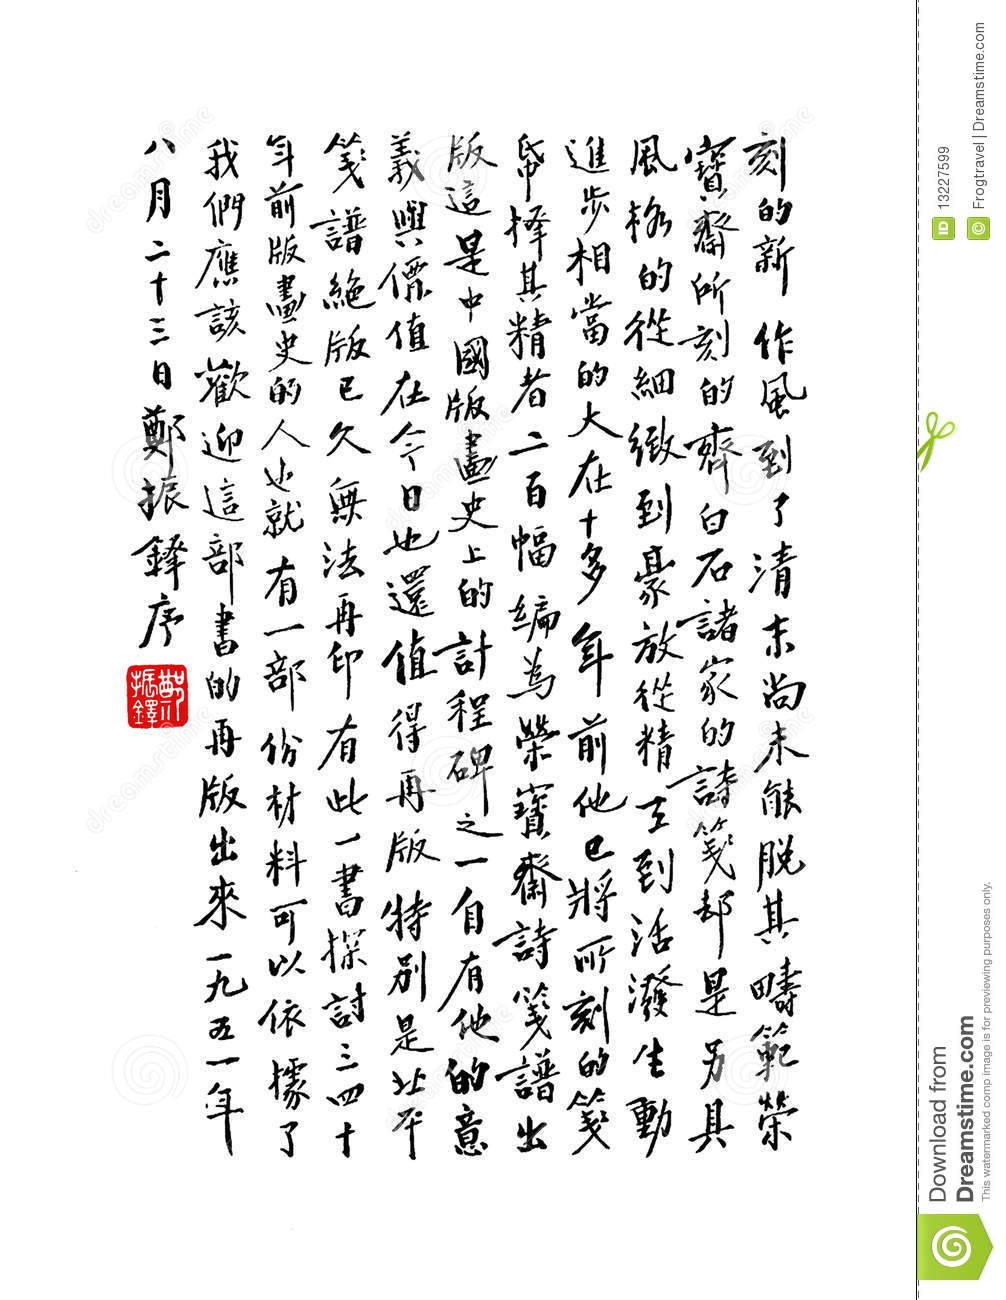 刻的新作風到了清末尚未能脫其疇範榮
寶齋所刻的齊白石諸家的詩箋却是另具
風格的從細緻到豪放從精工到活潑生動
進步相當的大在十多年前他已將所刻的箋
帋擇其精者二百幅編為榮寶齋詩箋譜出
版這是中國版畫史上的計程碑之一自有他的意
義與價值在今日也還值得再版特別是北平
箋譜絕版已久無法再印有此一書探討三四十
年前版畫史的人也就有一部份材料可以依據了
我們應該歡迎這部書的再版出來一九五一年
八月二十三日鄭振鐸序
鄭振鐸
Download from
Dreamstime.com
This watermarked comp image is for previewing purposes only.
ID 13227599
© Frogtravel | Dreamstime.com